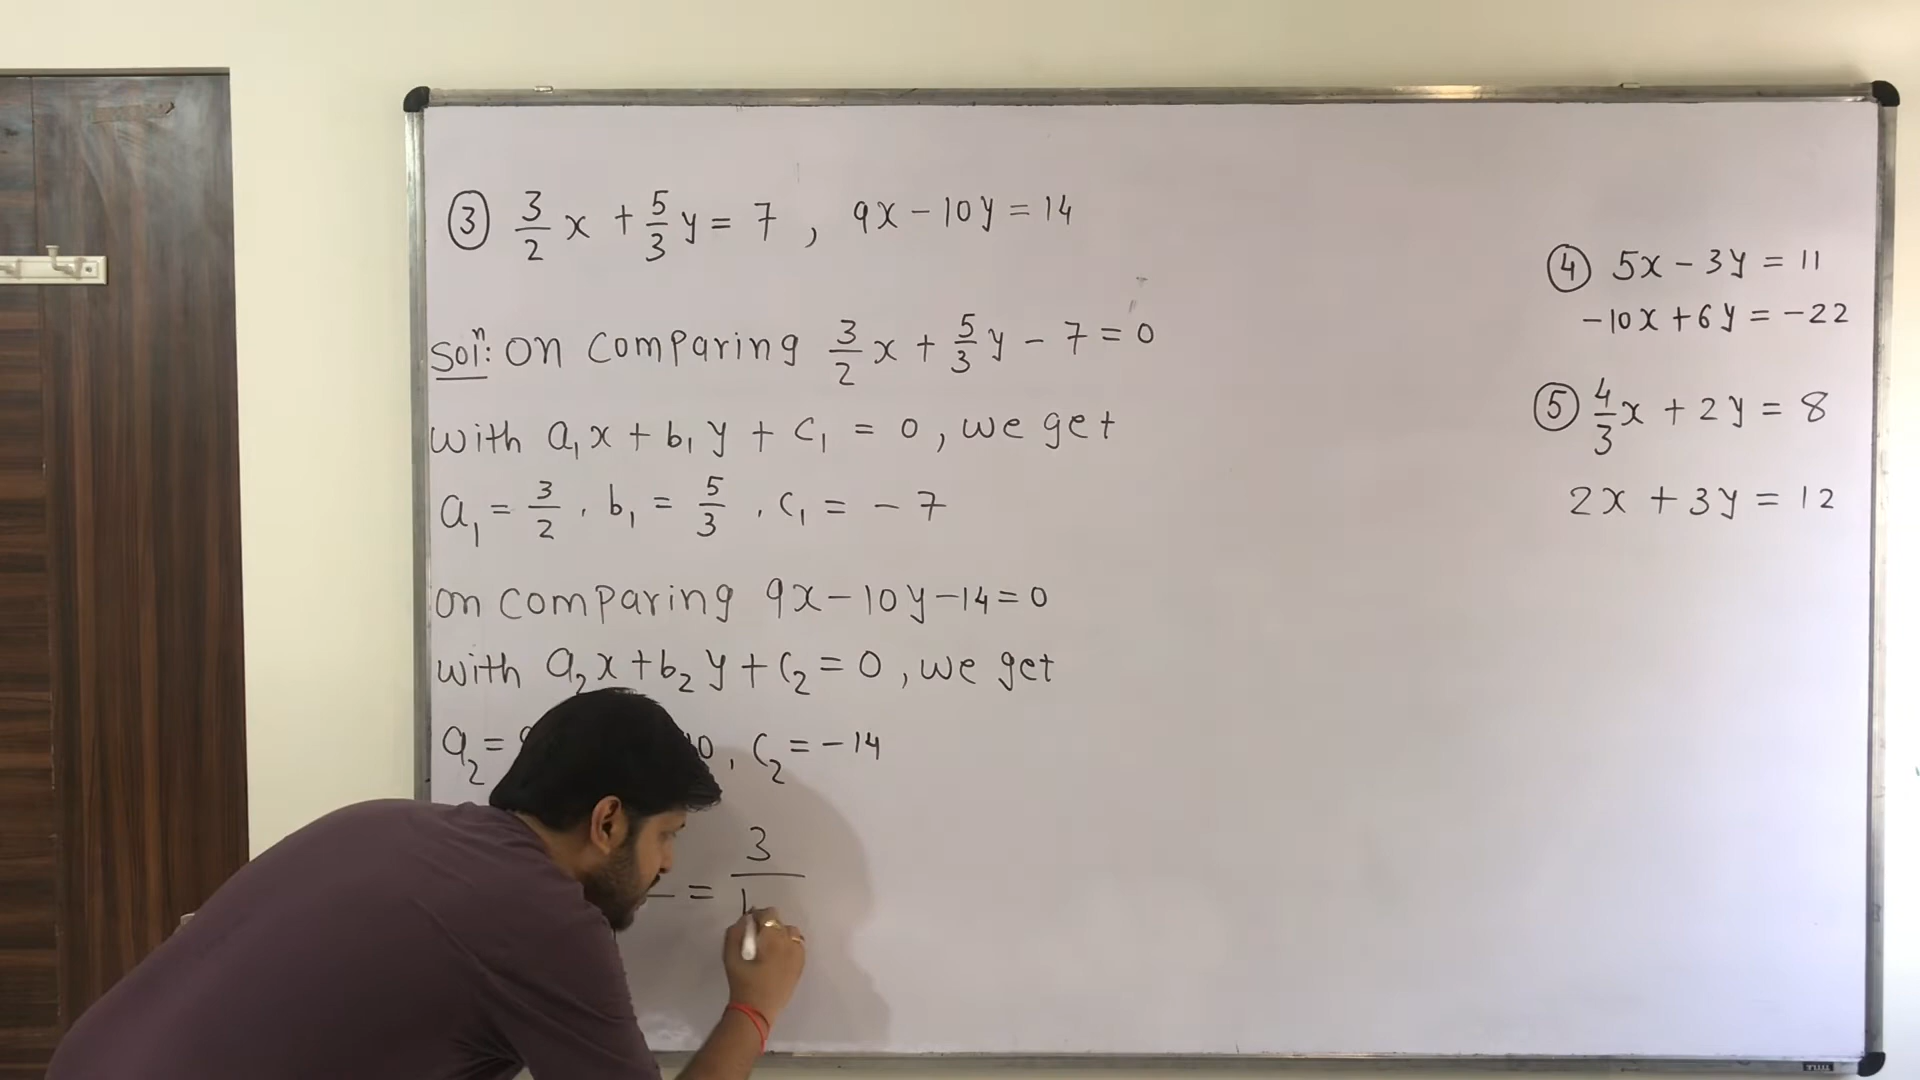 ③ 3/2 x + 5/3 y = 7 , 9x - 10y = 14
Solⁿ: On comparing 3/2 x + 5/3 y - 7 = 0
with a₁x + b₁y + c₁ = 0, we get
a₁ = 3/2 , b₁ = 5/3 , c₁ = -7
On comparing 9x - 10y - 14 = 0
with a₂x + b₂y + c₂ = 0, we get
a₂ = 0, c₂ = -14
= 3/1
④ 5x - 3y = 11
-10x + 6y = -22
⑤ 4/3 x + 2y = 8
2x + 3y = 12